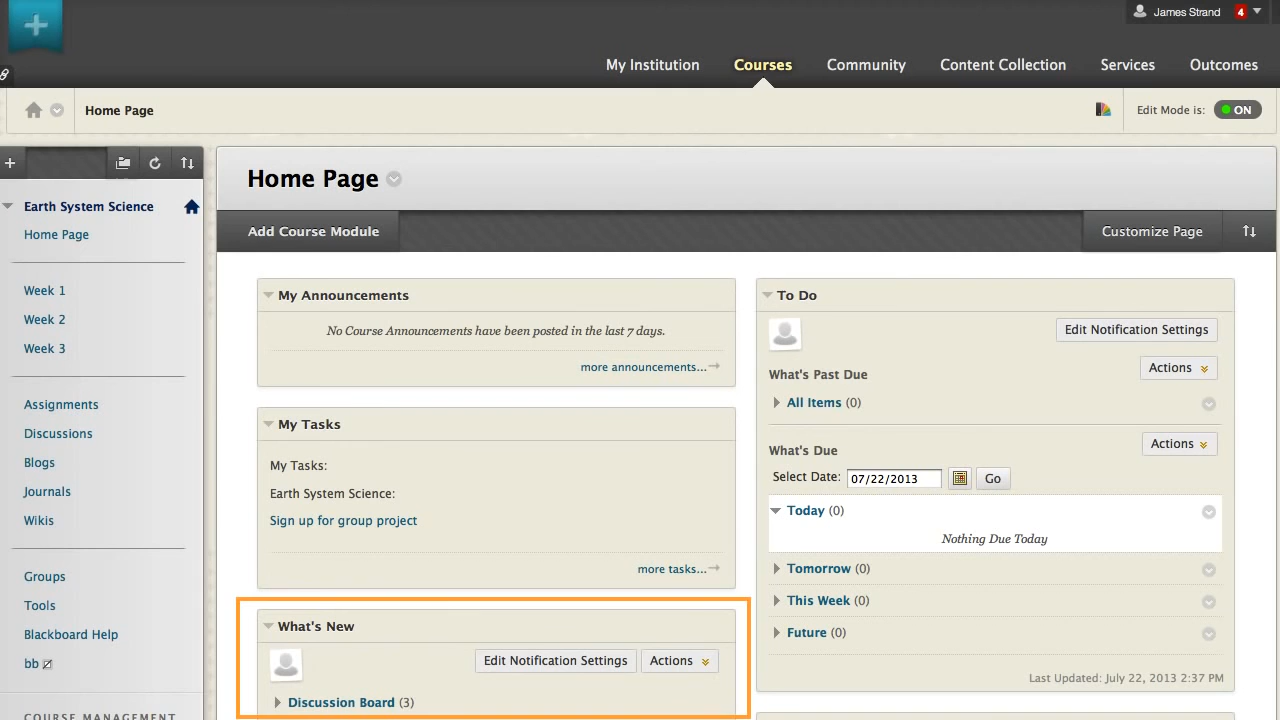 James Strand 4
My Institution Courses Community Content Collection Services Outcomes
Home Page
Edit Mode is: ON
Earth System Science
Home Page
Week 1
Week 2
Week 3
Assignments
Discussions
Blogs
Journals
Wikis
Groups
Tools
Blackboard Help
bb
COURSE MANAGEMENT
Home Page
Add Course Module
Customize Page
My Announcements
No Course Announcements have been posted in the last 7 days.
more announcements...
My Tasks
My Tasks:
Earth System Science:
Sign up for group project
more tasks...
What's New
Edit Notification Settings Actions
Discussion Board (3)
To Do
Edit Notification Settings
What's Past Due
Actions
All Items (0)
What's Due
Actions
Select Date: 07/22/2013 Go
Today (0)
Nothing Due Today
Tomorrow (0)
This Week (0)
Future (0)
Last Updated: July 22, 2013 2:37 PM